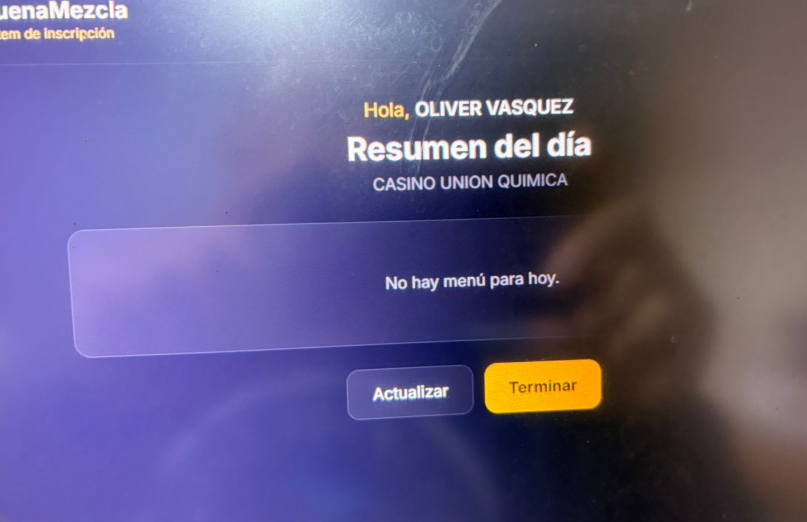 uenaMezcla
tem de inscripción
Hola, OLIVER VASQUEZ
Resumen del día
CASINO UNION QUIMICA
No hay menú para hoy.
Actualizar
Terminar